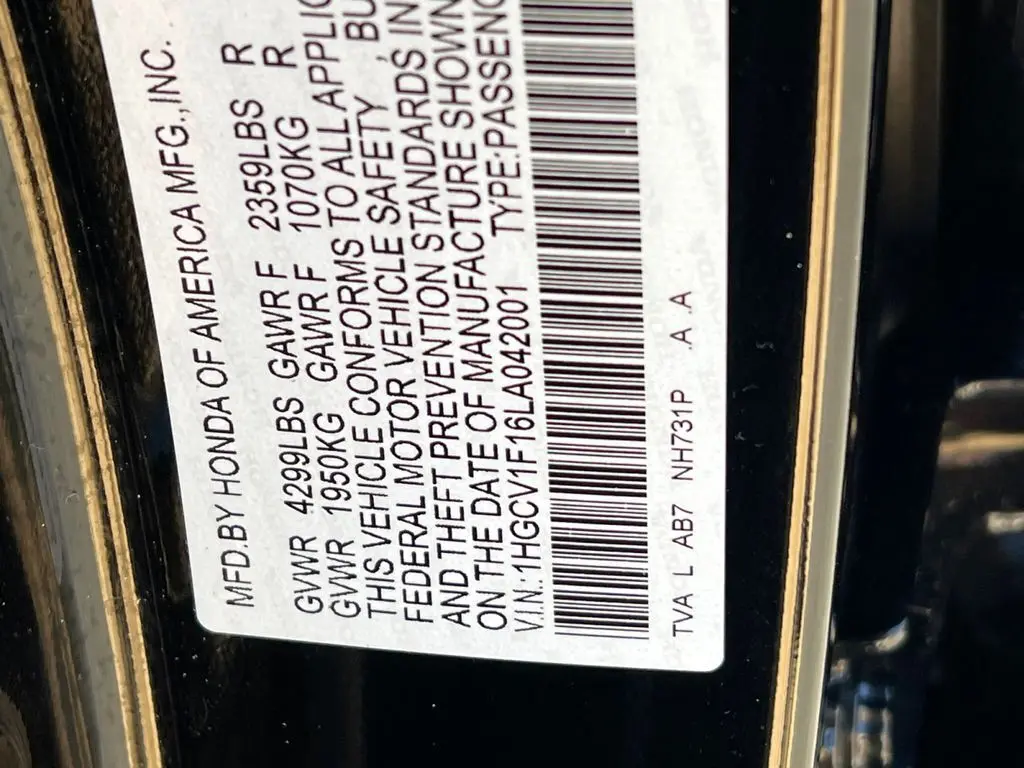 MFD.BY HONDA OF AMERICA MFG.,INC.
GVWR 4299LBS GAWR F 2359LBS R
GVWR 1950KG GAWR F 1070KG R
THIS VEHICLE CONFORMS TO ALL APPLIC
FEDERAL MOTOR VEHICLE SAFETY , BU
AND THEFT PREVENTION STANDARDS IN
ON THE DATE OF MANUFACTURE SHOWN
V.I.N.:1HGCV1F16LA042001 TYPE:PASSENG
TVA L AB7 NH731P .A .A